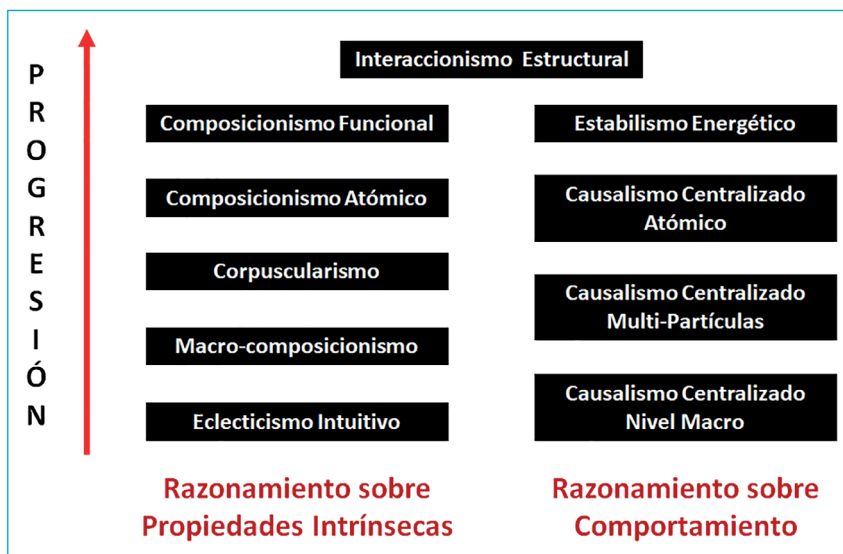 PROGRESIÓN
Interaccionismo Estructural
Composicionismo Funcional
Composicionismo Atómico
Corpuscularismo
Macro-composicionismo
Eclecticismo Intuitivo
Razonamiento sobre
Propiedades Intrínsecas
Estabilismo Energético
Causalismo Centralizado
Atómico
Causalismo Centralizado
Multi-Partículas
Causalismo Centralizado
Nivel Macro
Razonamiento sobre
Comportamiento